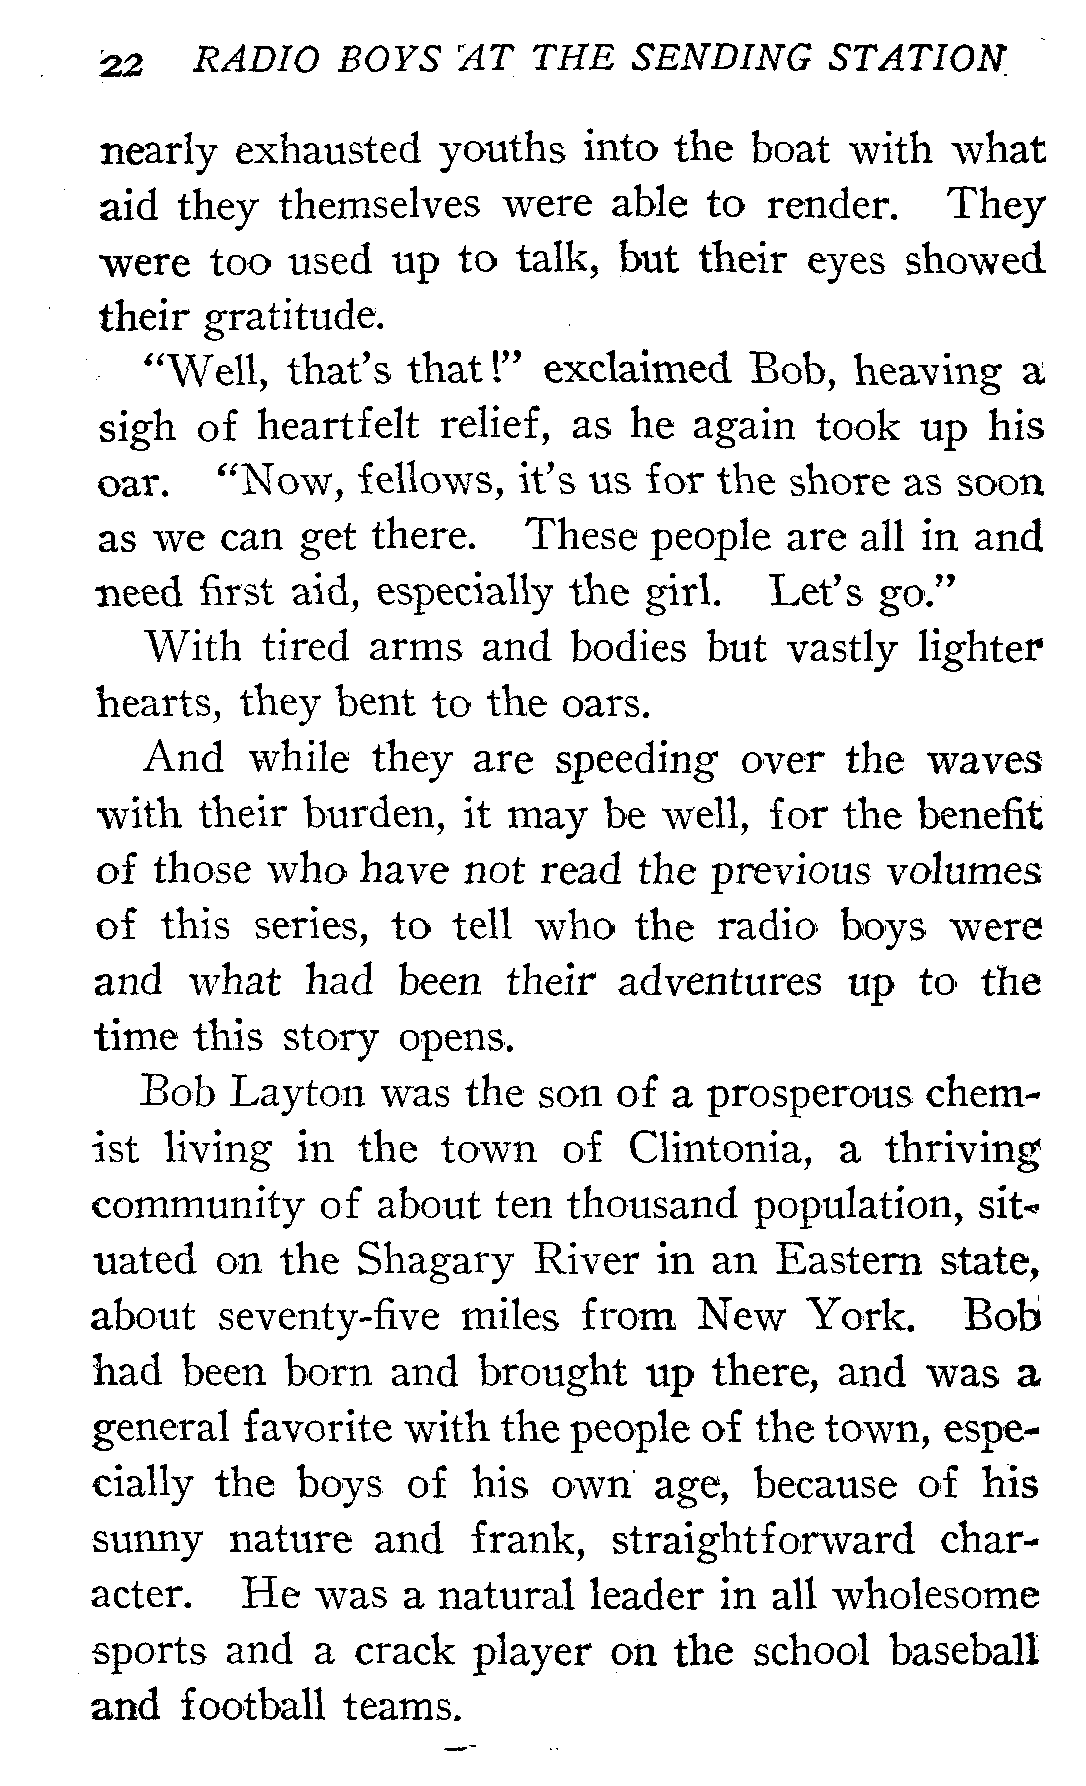 22 RADIO BOYS AT THE SENDING STATION
nearly exhausted youths into the boat with what
aid they themselves were able to render. They
were too used up to talk, but their eyes showed
their gratitude.
"Well, that's that!" exclaimed Bob, heaving a
sigh of heartfelt relief, as he again took up his
oar. "Now, fellows, it's us for the shore as soon
as we can get there. These people are all in and
need first aid, especially the girl. Let's go."
With tired arms and bodies but vastly lighter
hearts, they bent to the oars.
And while they are speeding over the waves
with their burden, it may be well, for the benefit
of those who have not read the previous volumes
of this series, to tell who the radio boys were
and what had been their adventures up to the
time this story opens.
Bob Layton was the son of a prosperous chem-
ist living in the town of Clintonia, a thriving
community of about ten thousand population, sit-
uated on the Shagary River in an Eastern state,
about seventy-five miles from New York. Bob
had been born and brought up there, and was a
general favorite with the people of the town, espe-
cially the boys of his own age, because of his
sunny nature and frank, straightforward char-
acter. He was a natural leader in all wholesome
sports and a crack player on the school baseball
and football teams.